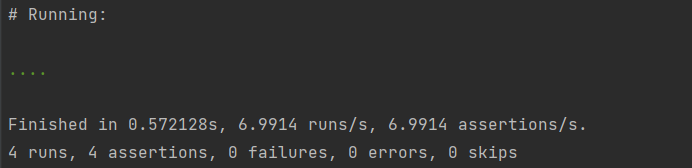 # Running:
....
Finished in 0.572128s, 6.9914 runs/s, 6.9914 assertions/s.
4 runs, 4 assertions, 0 failures, 0 errors, 0 skips